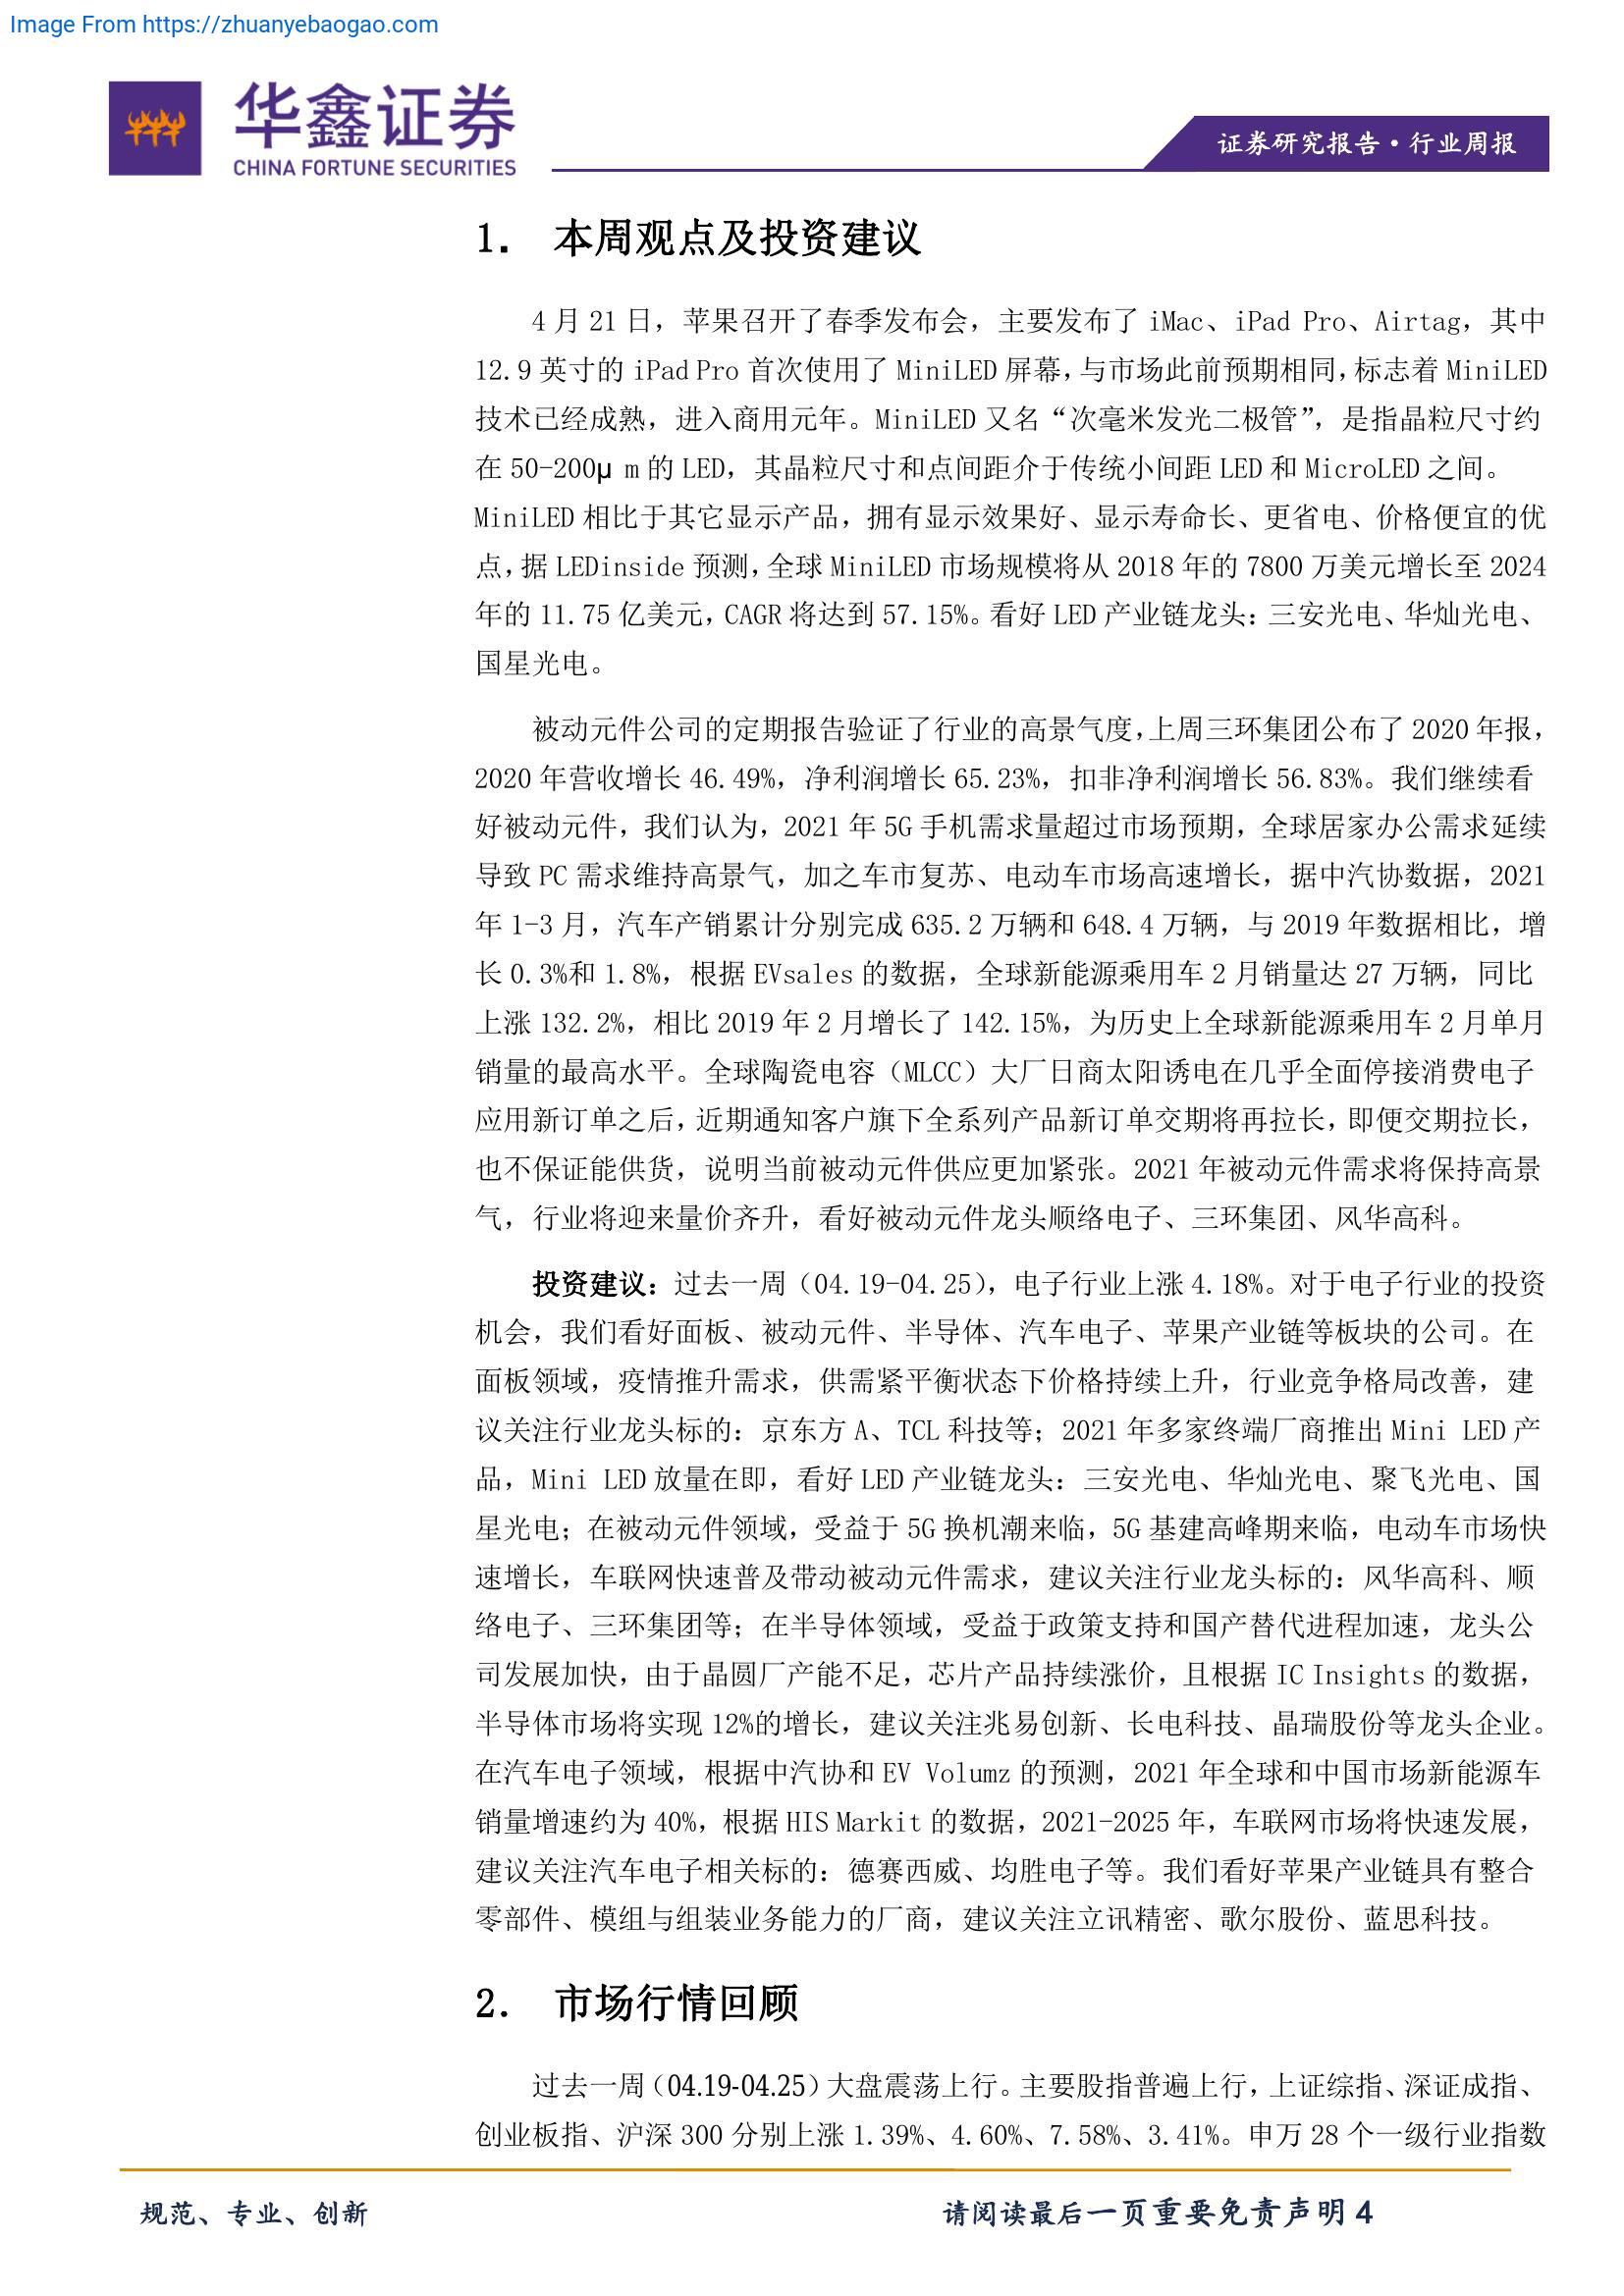 Image From https://zhuanyebaogao.com
华鑫证券
CHINA FORTUNE SECURITIES
证券研究报告·行业周报
1. 本周观点及投资建议
4 月 21 日，苹果召开了春季发布会，主要发布了 iMac、iPad Pro、Airtag，其中
12.9 英寸的 iPad Pro 首次使用了 MiniLED 屏幕，与市场此前预期相同，标志着 MiniLED
技术已经成熟，进入商用元年。MiniLED 又名“次毫米发光二极管”，是指晶粒尺寸约
在 50-200μ m 的 LED，其晶粒尺寸和点间距介于传统小间距 LED 和 MicroLED 之间。
MiniLED 相比于其它显示产品，拥有显示效果好、显示寿命长、更省电、价格便宜的优
点，据 LEDinside 预测，全球 MiniLED 市场规模将从 2018 年的 7800 万美元增长至 2024
年的 11.75 亿美元，CAGR 将达到 57.15%。看好 LED 产业链龙头：三安光电、华灿光电、
国星光电。
被动元件公司的定期报告验证了行业的高景气度，上周三环集团公布了 2020 年报，
2020 年营收增长 46.49%，净利润增长 65.23%，扣非净利润增长 56.83%。我们继续看
好被动元件，我们认为，2021 年 5G 手机需求量超过市场预期，全球居家办公需求延续
导致 PC 需求维持高景气，加之车市复苏、电动车市场高速增长，据中汽协数据，2021
年 1-3 月，汽车产销累计分别完成 635.2 万辆和 648.4 万辆，与 2019 年数据相比，增
长 0.3%和 1.8%，根据 EVsales 的数据，全球新能源乘用车 2 月销量达 27 万辆，同比
上涨 132.2%，相比 2019 年 2 月增长了 142.15%，为历史上全球新能源乘用车 2 月单月
销量的最高水平。全球陶瓷电容（MLCC）大厂日商太阳诱电在几乎全面停接消费电子
应用新订单之后，近期通知客户旗下全系列产品新订单交期将再拉长，即便交期拉长，
也不保证能供货，说明当前被动元件供应更加紧张。2021 年被动元件需求将保持高景
气，行业将迎来量价齐升，看好被动元件龙头顺络电子、三环集团、风华高科。
投资建议：过去一周（04.19-04.25），电子行业上涨 4.18%。对于电子行业的投资
机会，我们看好面板、被动元件、半导体、汽车电子、苹果产业链等板块的公司。在
面板领域，疫情推升需求，供需紧平衡状态下价格持续上升，行业竞争格局改善，建
议关注行业龙头标的：京东方 A、TCL 科技等；2021 年多家终端厂商推出 Mini LED 产
品，Mini LED 放量在即，看好 LED 产业链龙头：三安光电、华灿光电、聚飞光电、国
星光电；在被动元件领域，受益于 5G 换机潮来临，5G 基建高峰期来临，电动车市场快
速增长，车联网快速普及带动被动元件需求，建议关注行业龙头标的：风华高科、顺
络电子、三环集团等；在半导体领域，受益于政策支持和国产替代进程加速，龙头公
司发展加快，由于晶圆厂产能不足，芯片产品持续涨价，且根据 IC Insights 的数据，
半导体市场将实现 12%的增长，建议关注兆易创新、长电科技、晶瑞股份等龙头企业。
在汽车电子领域，根据中汽协和 EV Volumz 的预测，2021 年全球和中国市场新能源车
销量增速约为 40%，根据 HIS Markit 的数据，2021-2025 年，车联网市场将快速发展，
建议关注汽车电子相关标的：德赛西威、均胜电子等。我们看好苹果产业链具有整合
零部件、模组与组装业务能力的厂商，建议关注立讯精密、歌尔股份、蓝思科技。
2. 市场行情回顾
过去一周（04.19-04.25）大盘震荡上行。主要股指普遍上行，上证综指、深证成指、
创业板指、沪深 300 分别上涨 1.39%、4.60%、7.58%、3.41%。申万 28 个一级行业指数
规范、专业、创新
请阅读最后一页重要免责声明 4